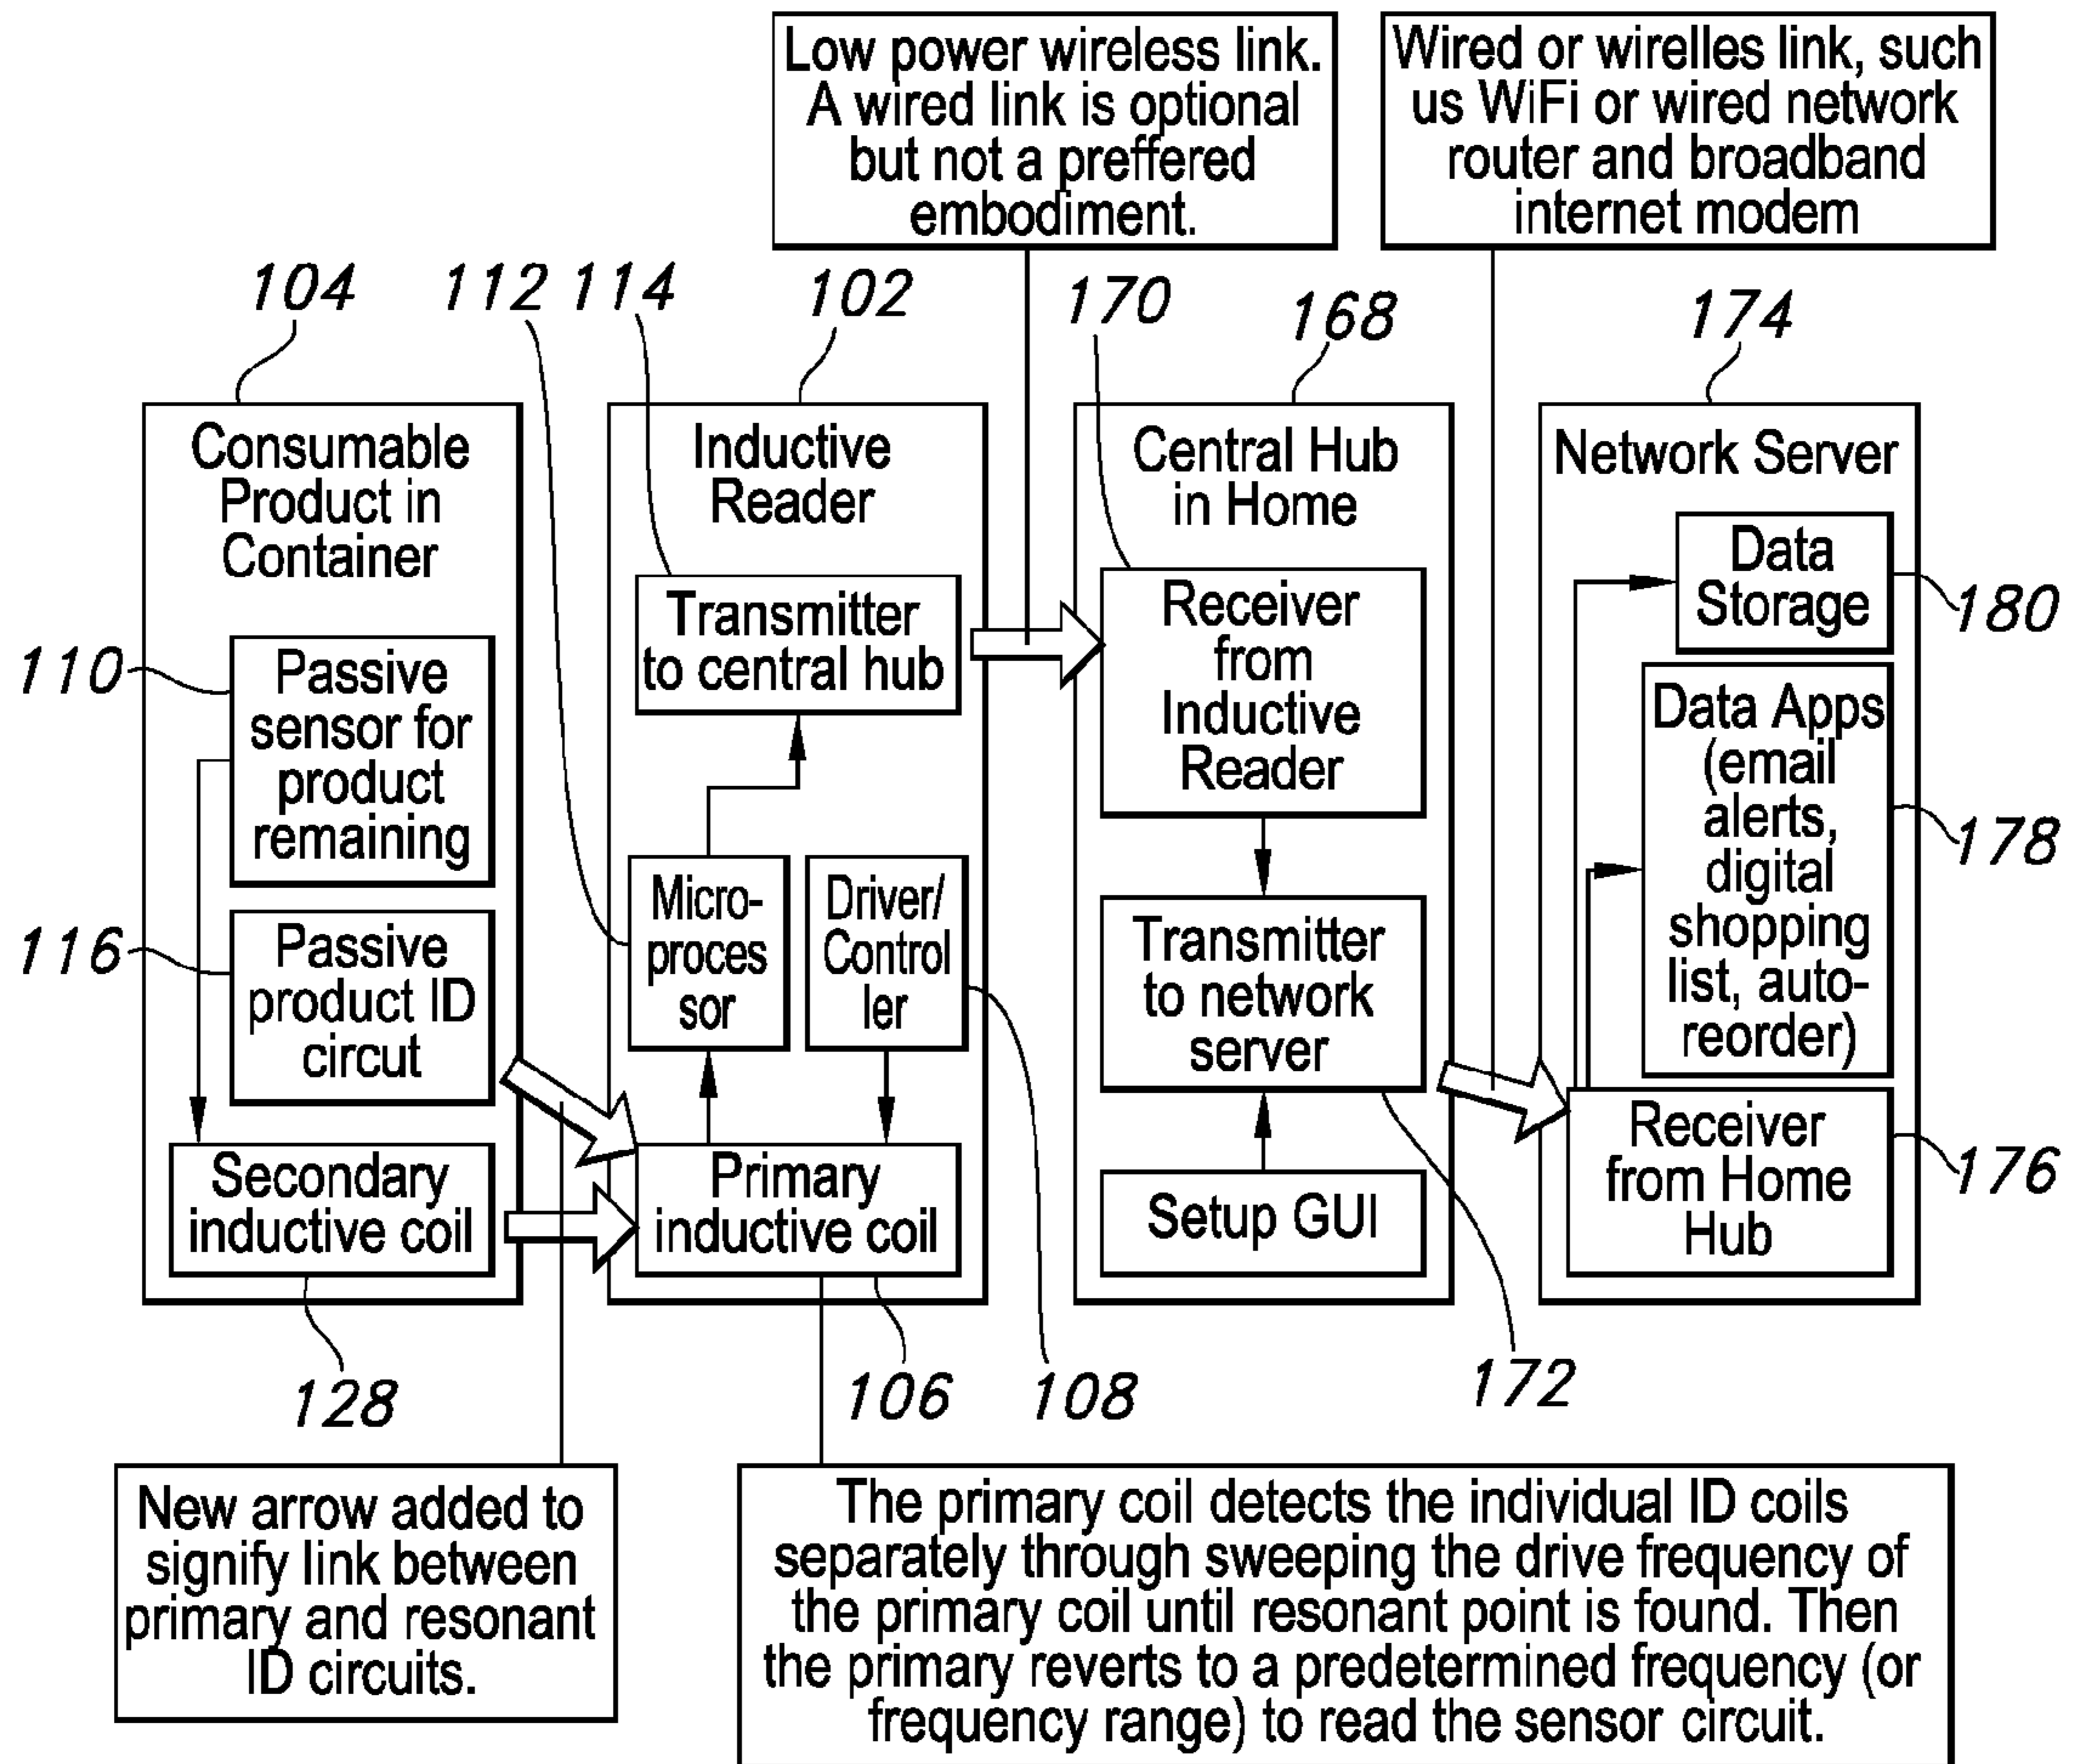 Low power wireless link.
A wired link is optional
but not a preffered
embodiment.
Wired or wirelles link, such
us WiFi or wired network
router and broadband
internet modem
104
112
114
102
170
168
174
Consumable
Product in
Container
110
Passive
sensor for
product
remaining
116
Passive
product ID
circut
Secondary
inductive coil
128
Inductive
Reader
Transmitter
to central hub
Micro-
proces
sor
Driver/
Control
ler
Primary
inductive coil
106
108
Central Hub
in Home
Receiver
from
Inductive
Reader
Transmitter
to network
server
Setup GUI
172
Network Server
Data
Storage
180
Data Apps
(email
alerts,
digital
shopping
list, auto-
reorder)
178
Receiver
from Home
Hub
176
New arrow added to
signify link between
primary and resonant
ID circuits.
The primary coil detects the individual ID coils
separately through sweeping the drive frequency of
the primary coil until resonant point is found. Then
the primary reverts to a predetermined frequency (or
frequency range) to read the sensor circuit.